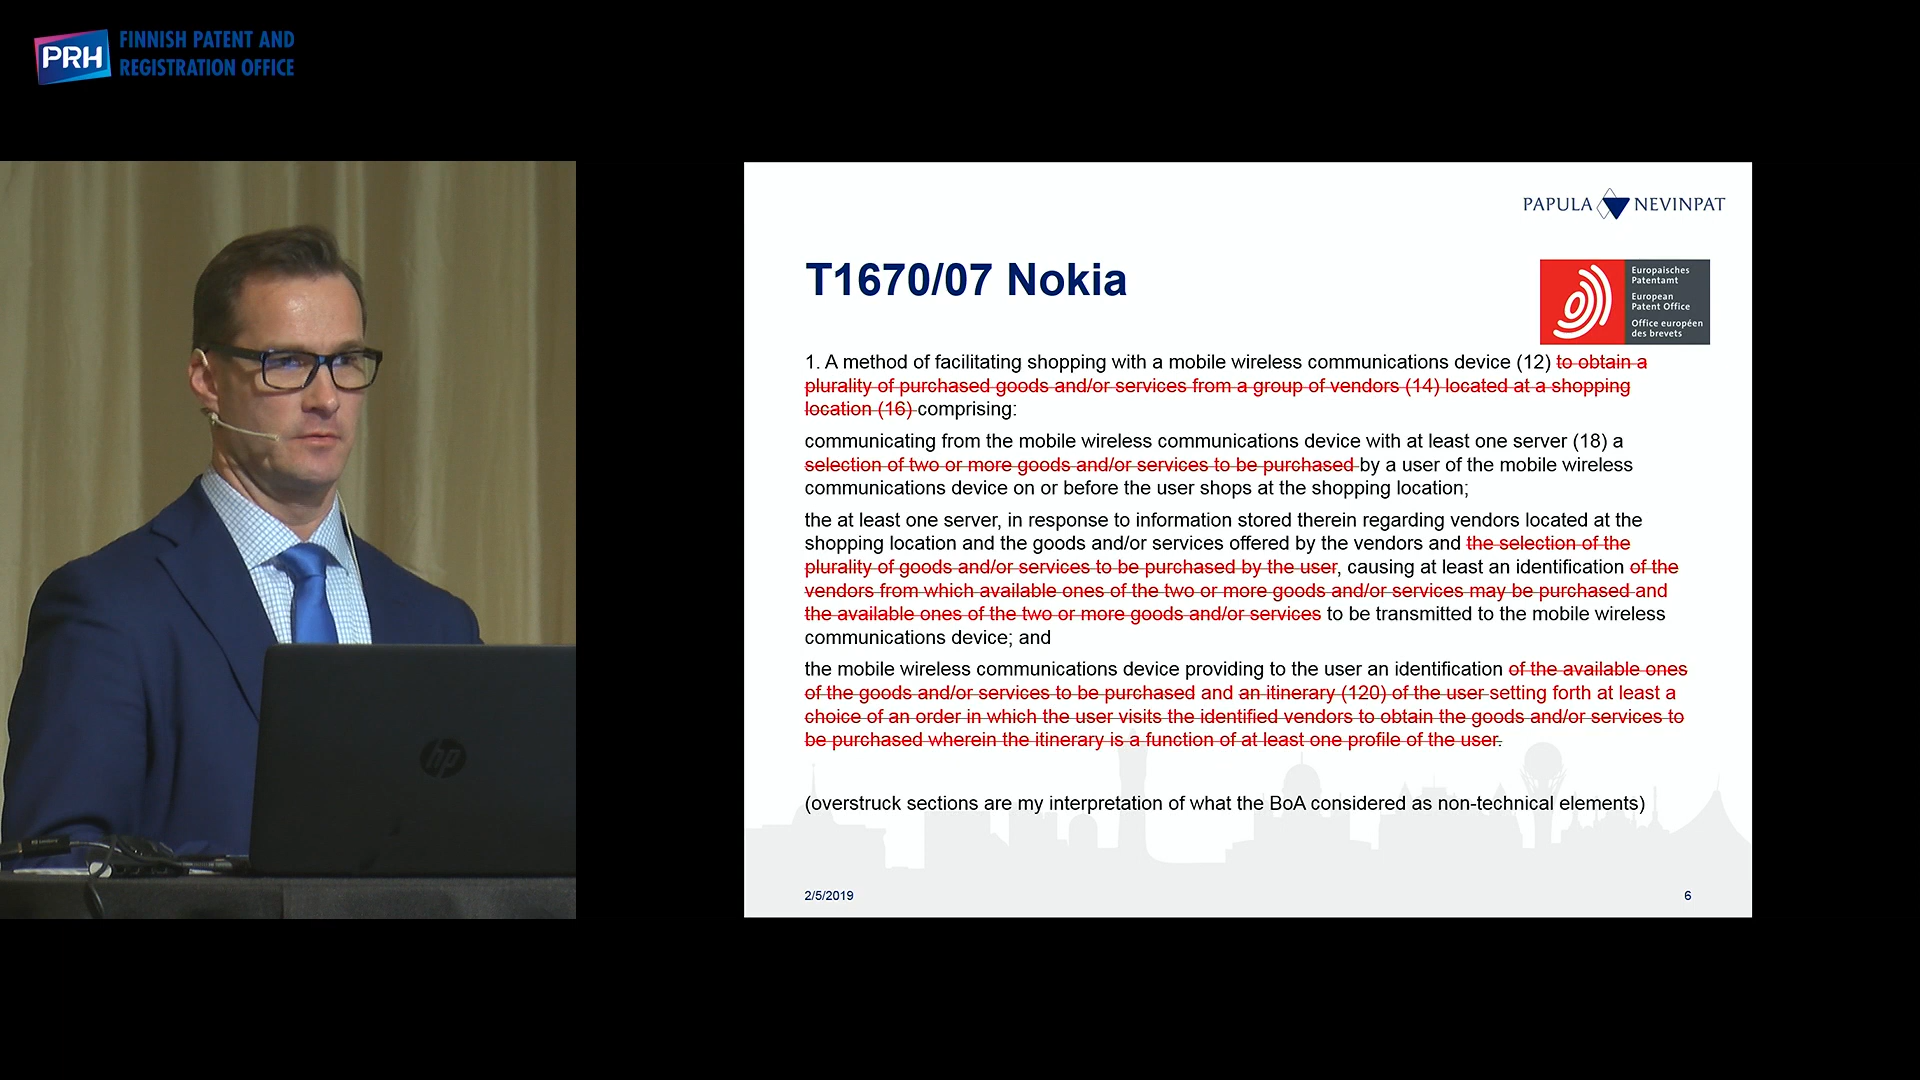 PRH
FINNISH PATENT AND
REGISTRATION OFFICE
PAPULA NEVINPAT
T1670/07 Nokia
Europäisches
Patentamt
European
Patent Office
Office européen
des brevets
1. A method of facilitating shopping with a mobile wireless communications device (12) to obtain a
plurality of purchased goods and/or services from a group of vendors (14) located at a shopping
location (16) comprising:
communicating from the mobile wireless communications device with at least one server (18) a
selection of two or more goods and/or services to be purchased by a user of the mobile wireless
communications device on or before the user shops at the shopping location;
the at least one server, in response to information stored therein regarding vendors located at the
shopping location and the goods and/or services offered by the vendors and the selection of the
plurality of goods and/or services to be purchased by the user, causing at least an identification of the
vendors from which available ones of the two or more goods and/or services may be purchased and
the available ones of the two or more goods and/or services to be transmitted to the mobile wireless
communications device; and
the mobile wireless communications device providing to the user an identification of the available ones
of the goods and/or services to be purchased and an itinerary (120) of the user setting forth at least a
choice of an order in which the user visits the identified vendors to obtain the goods and/or services to
be purchased wherein the itinerary is a function of at least one profile of the user.
(overstruck sections are my interpretation of what the BoA considered as non-technical elements)
2/5/2019
6
hp